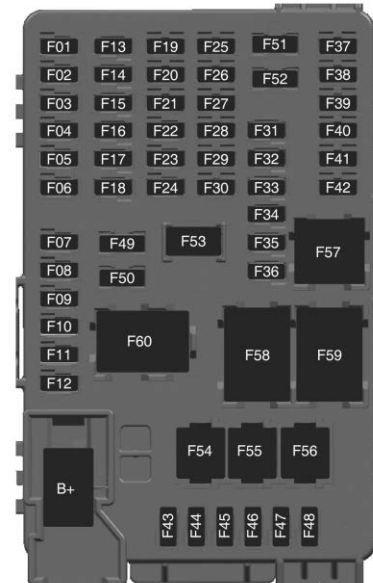 F01 F13 F19 F25 F51 F37
F02 F14 F20 F26 F52 F38
F03 F15 F21 F27 F39
F04 F16 F22 F28 F31 F40
F05 F17 F23 F29 F32 F41
F06 F18 F24 F30 F33 F42
F34
F07 F49 F53 F35 F57
F08 F50 F36
F09
F10 F60 F58 F59
F11
F12
F54 F55 F56
B+
F43 F44 F45 F46 F47 F48